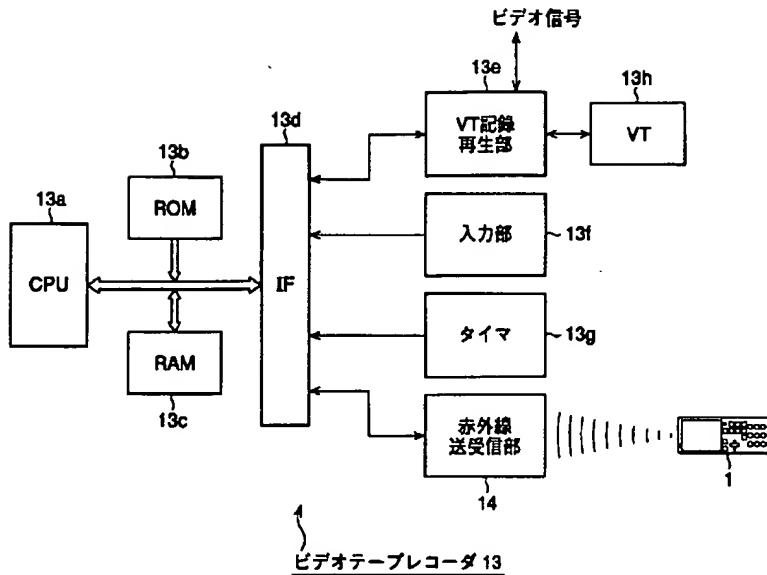 ビデオ信号
13e
13h
VT記録
再生部
VT
13d
13b
ROM
13a
CPU
IF
入力部
13f
RAM
13c
タイマ
13g
赤外線
送受信部
14
1
ビデオテープレコーダ 13